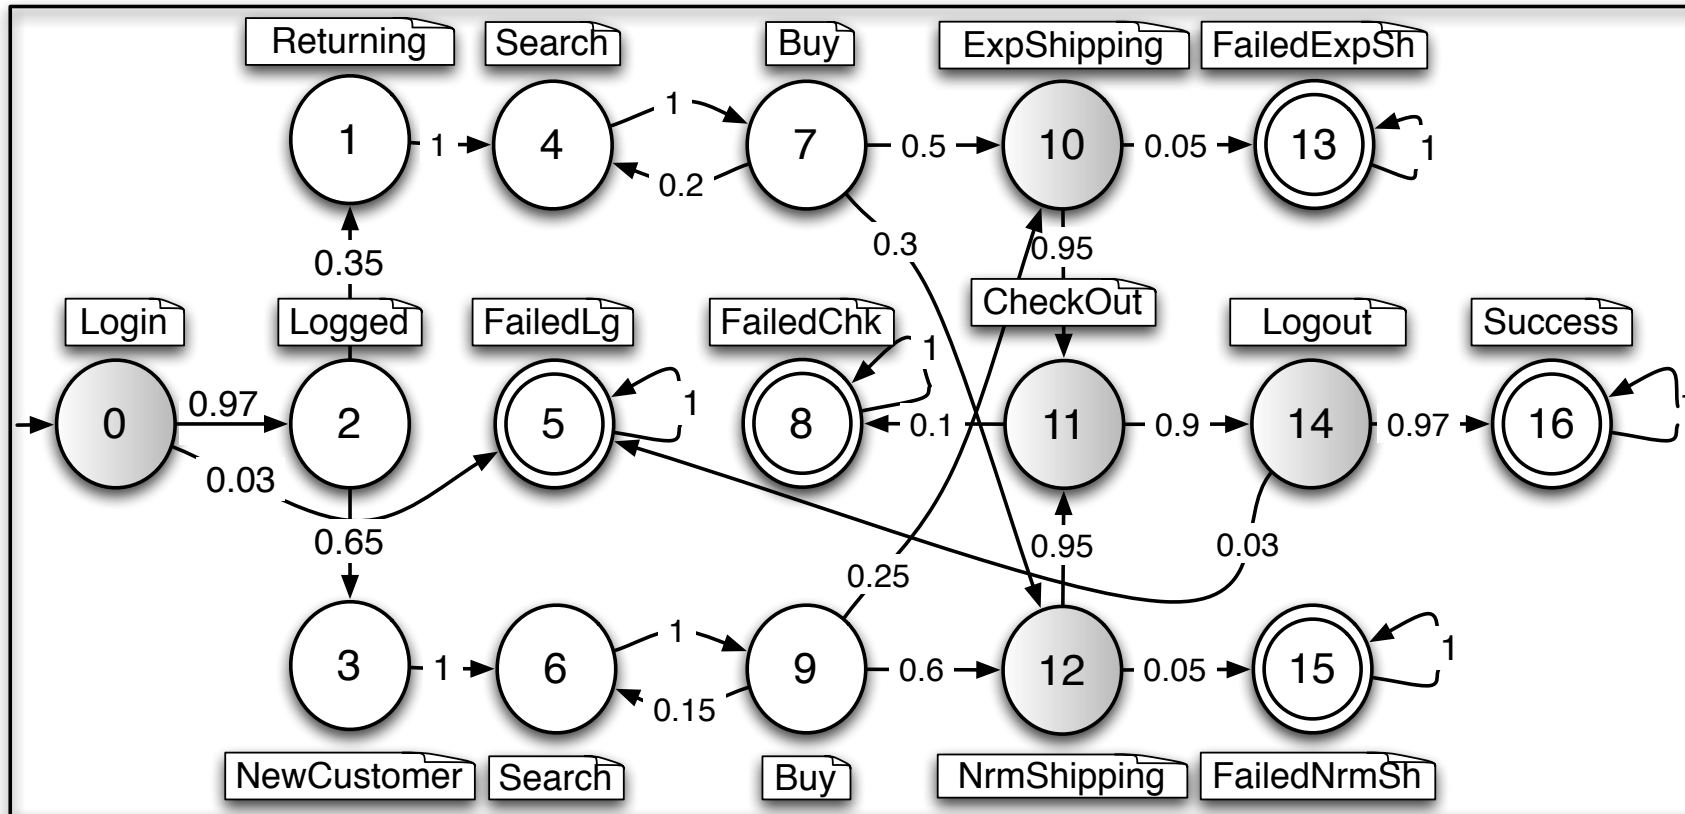 Returning Search Buy ExpShipping FailedExpSh
1 4 7 10 13
1 1 0.2 0.5 0.05 1
0.35 0.3 0.95
Login Logged FailedLg FailedChk CheckOut Logout Success
0 2 5 8 11 14 16
0.97 1 1 0.1 0.9 0.97
0.03 0.65 0.25 0.95 0.03
3 6 9 12 15
1 1 0.15 0.6 0.05 1
NewCustomer Search Buy NrmShipping FailedNrmSh